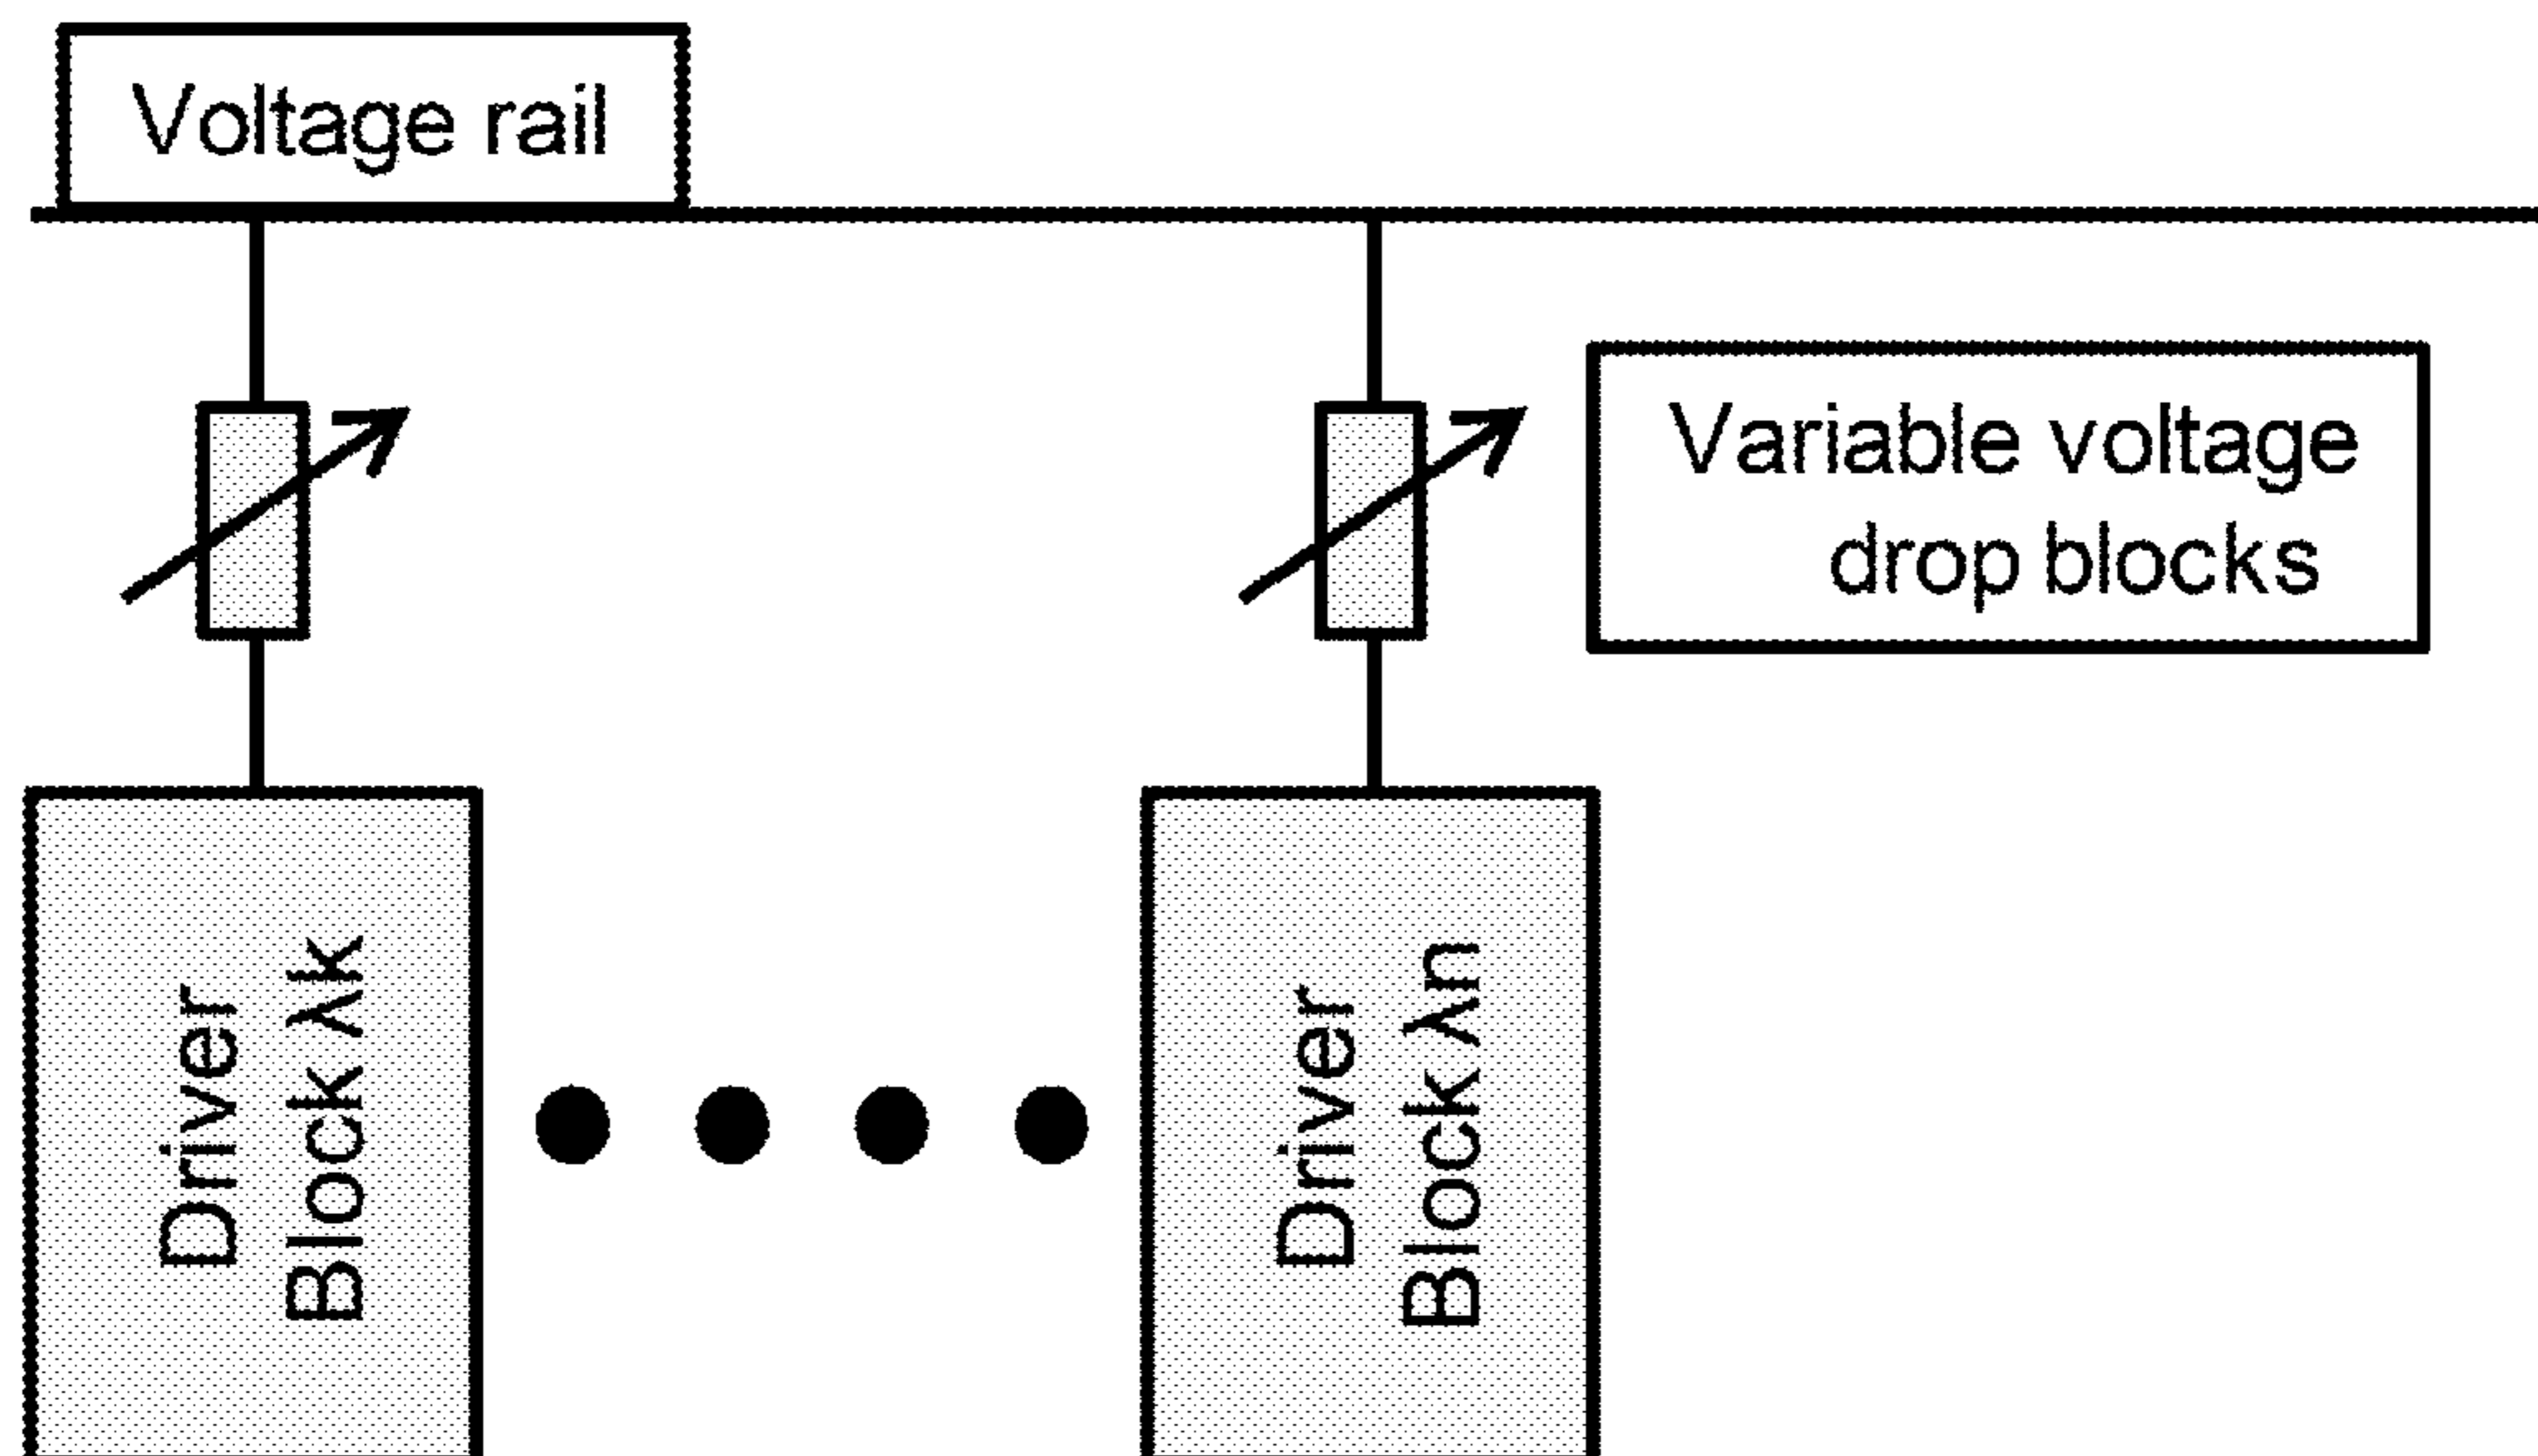 Voltage rail
Variable voltage
drop blocks
Driver
Block λk
Driver
Block λn